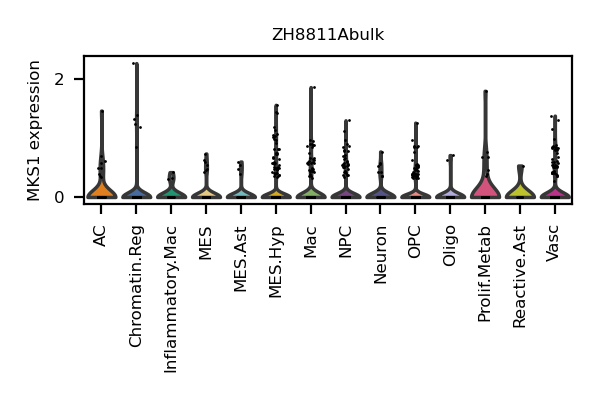 ZH8811Abulk
MKS1 expression
2
0
AC
Chromatin.Reg
Inflammatory.Mac
MES
MES.Ast
MES.Hyp
Mac
NPC
Neuron
OPC
Oligo
Prolif.Metab
Reactive.Ast
Vasc